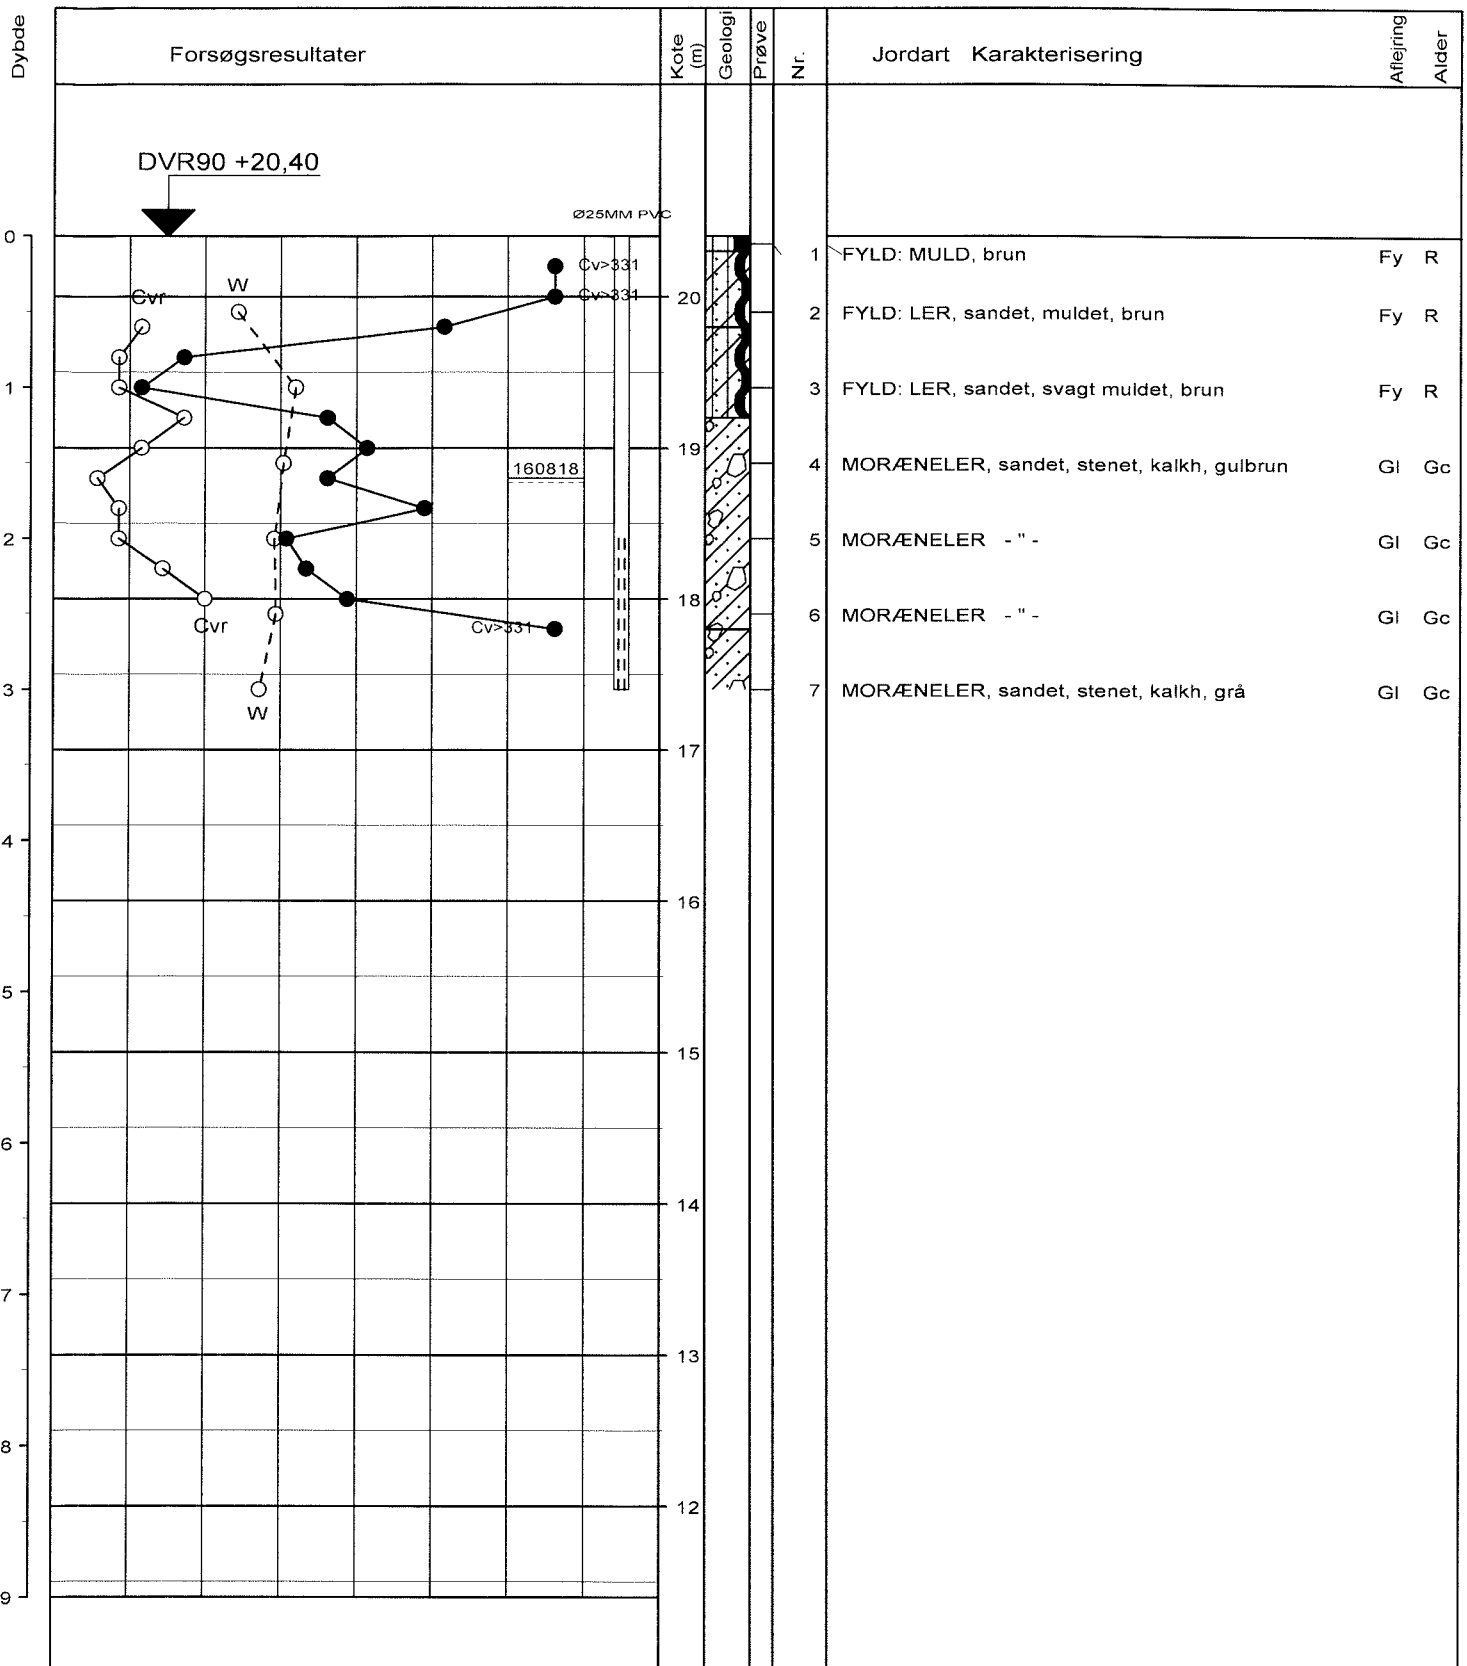 Dybde Forsøgsresultater Kote (m) Geologi Prøve Nr. Jordart Karakterisering Aflejring Alder
DVR90 +20,40
Ø25MM PVC
0
1 FYLD: MULD, brun Fy R
Cv>331
Cvr W Cv>331 20
2 FYLD: LER, sandet, muldet, brun Fy R
1 3 FYLD: LER, sandet, svagt muldet, brun Fy R
19
160818 4 MORÆNELER, sandet, stenet, kalkh, gulbrun Gl Gc
2 5 MORÆNELER - " - Gl Gc
18
6 MORÆNELER - " - Gl Gc
Cvr Cv>331
3 7 MORÆNELER, sandet, stenet, kalkh, grå Gl Gc
W
17
4
16
5
15
6
14
7
13
8
12
9